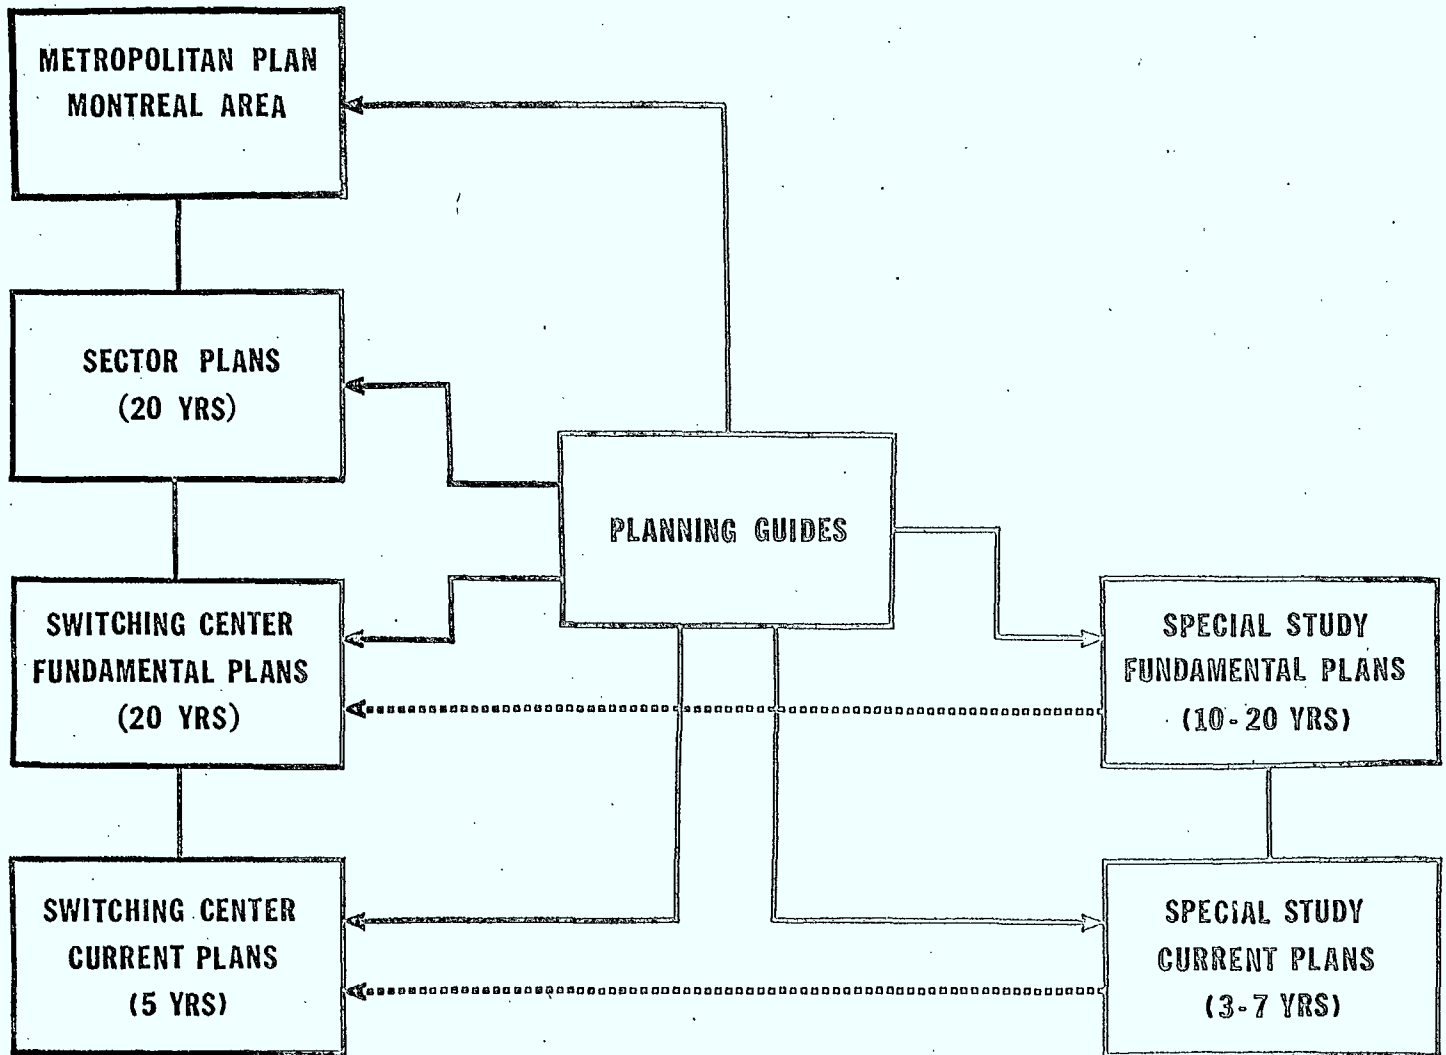 METROPOLITAN PLAN
MONTREAL AREA
SECTOR PLANS
(20 YRS)
PLANNING GUIDES
SWITCHING CENTER
FUNDAMENTAL PLANS
(20 YRS)
SPECIAL STUDY
FUNDAMENTAL PLANS
(10-20 YRS)
SWITCHING CENTER
CURRENT PLANS
(5 YRS)
SPECIAL STUDY
CURRENT PLANS
(3-7 YRS)